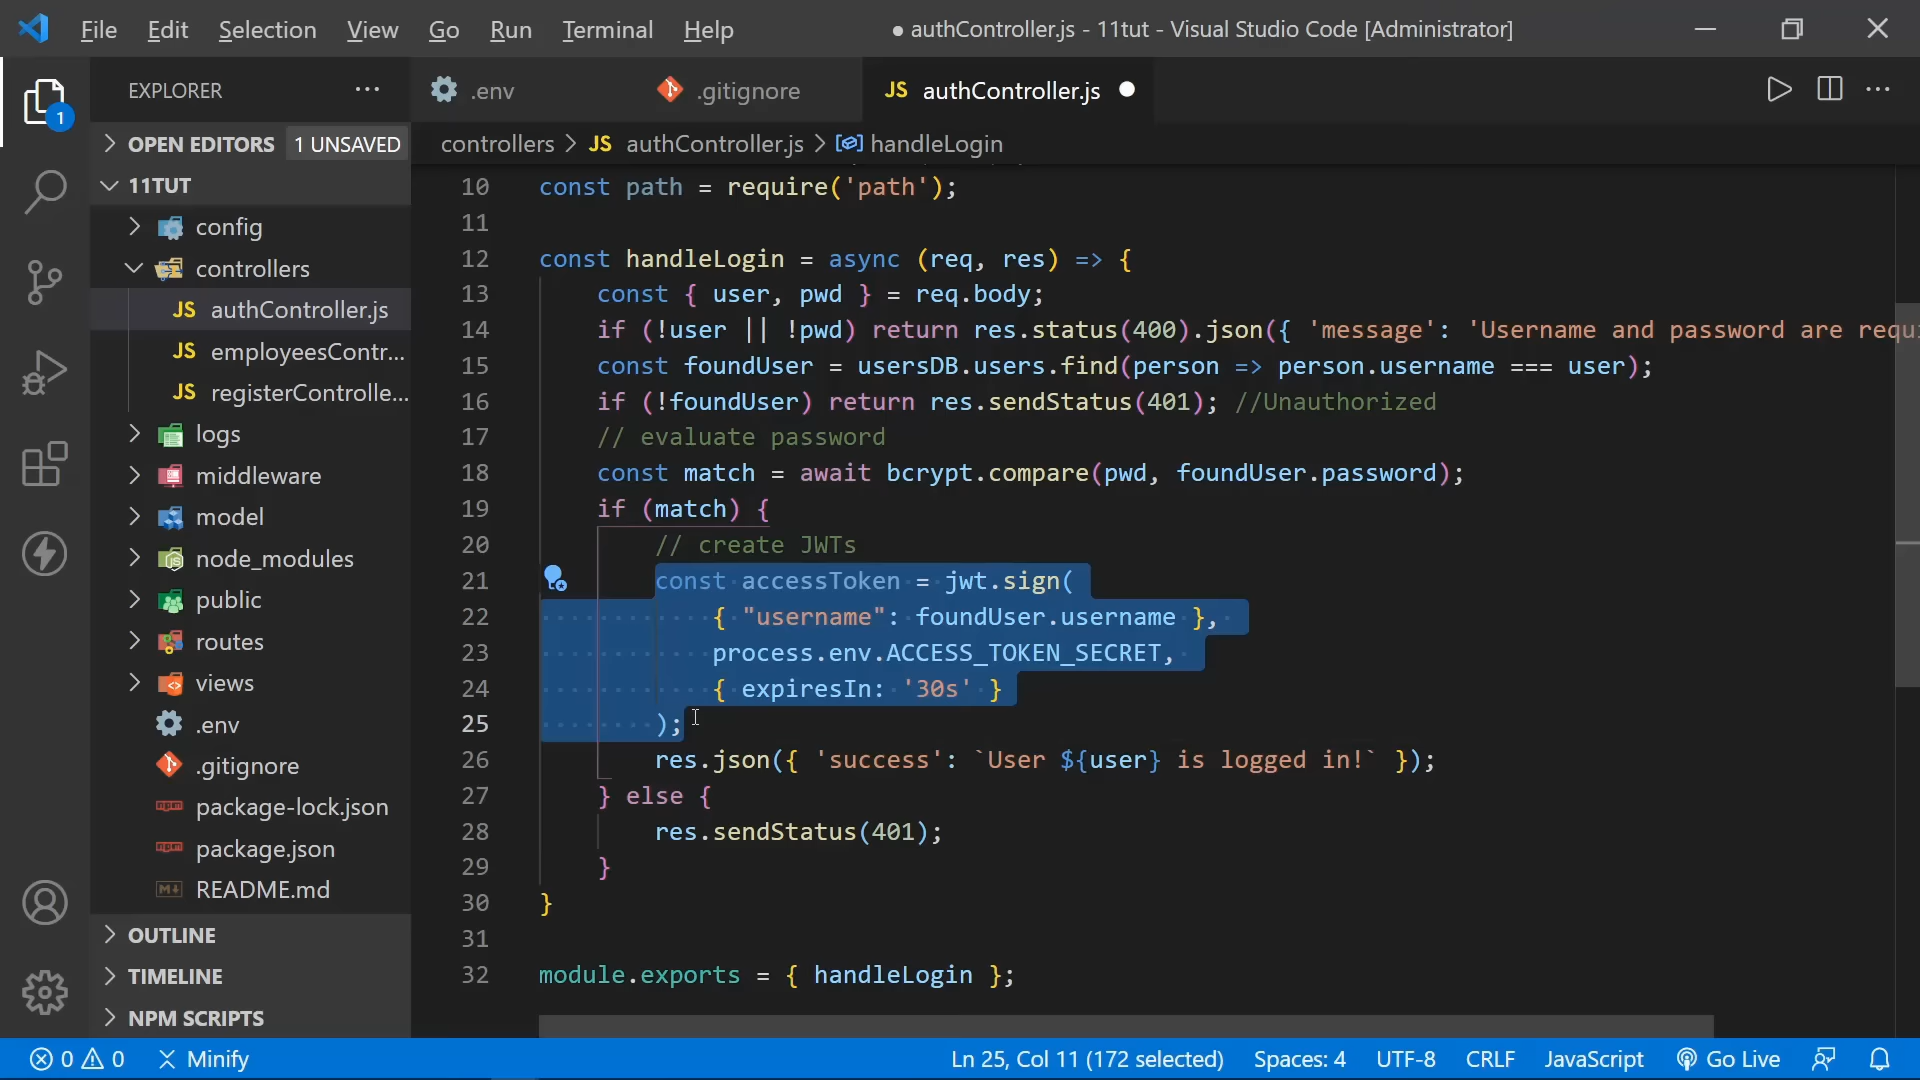 File Edit Selection View Go Run Terminal Help ● authController.js - 11tut - Visual Studio Code [Administrator]
EXPLORER ···
.env
.gitignore
JS authController.js
1
OPEN EDITORS 1 UNSAVED
controllers > JS authController.js > handleLogin
11TUT
config
controllers
JS authController.js
JS employeesContr...
JS registerControlle...
logs
middleware
model
node_modules
public
routes
views
.env
.gitignore
package-lock.json
package.json
README.md
OUTLINE
TIMELINE
NPM SCRIPTS
10 const path = require('path');
11
12 const handleLogin = async (req, res) => {
13 const { user, pwd } = req.body;
14 if (!user || !pwd) return res.status(400).json({ 'message': 'Username and password are requ
15 const foundUser = usersDB.users.find(person => person.username === user);
16 if (!foundUser) return res.sendStatus(401); //Unauthorized
17 // evaluate password
18 const match = await bcrypt.compare(pwd, foundUser.password);
19 if (match) {
20 // create JWTs
21 const accessToken = jwt.sign(
22 { "username": foundUser.username },
23 process.env.ACCESS_TOKEN_SECRET,
24 { expiresIn: '30s' }
25 );
26 res.json({ 'success': `User ${user} is logged in!` });
27 } else {
28 res.sendStatus(401);
29 }
30 }
31
32 module.exports = { handleLogin };
0 0 Minify Ln 25, Col 11 (172 selected) Spaces: 4 UTF-8 CRLF JavaScript Go Live